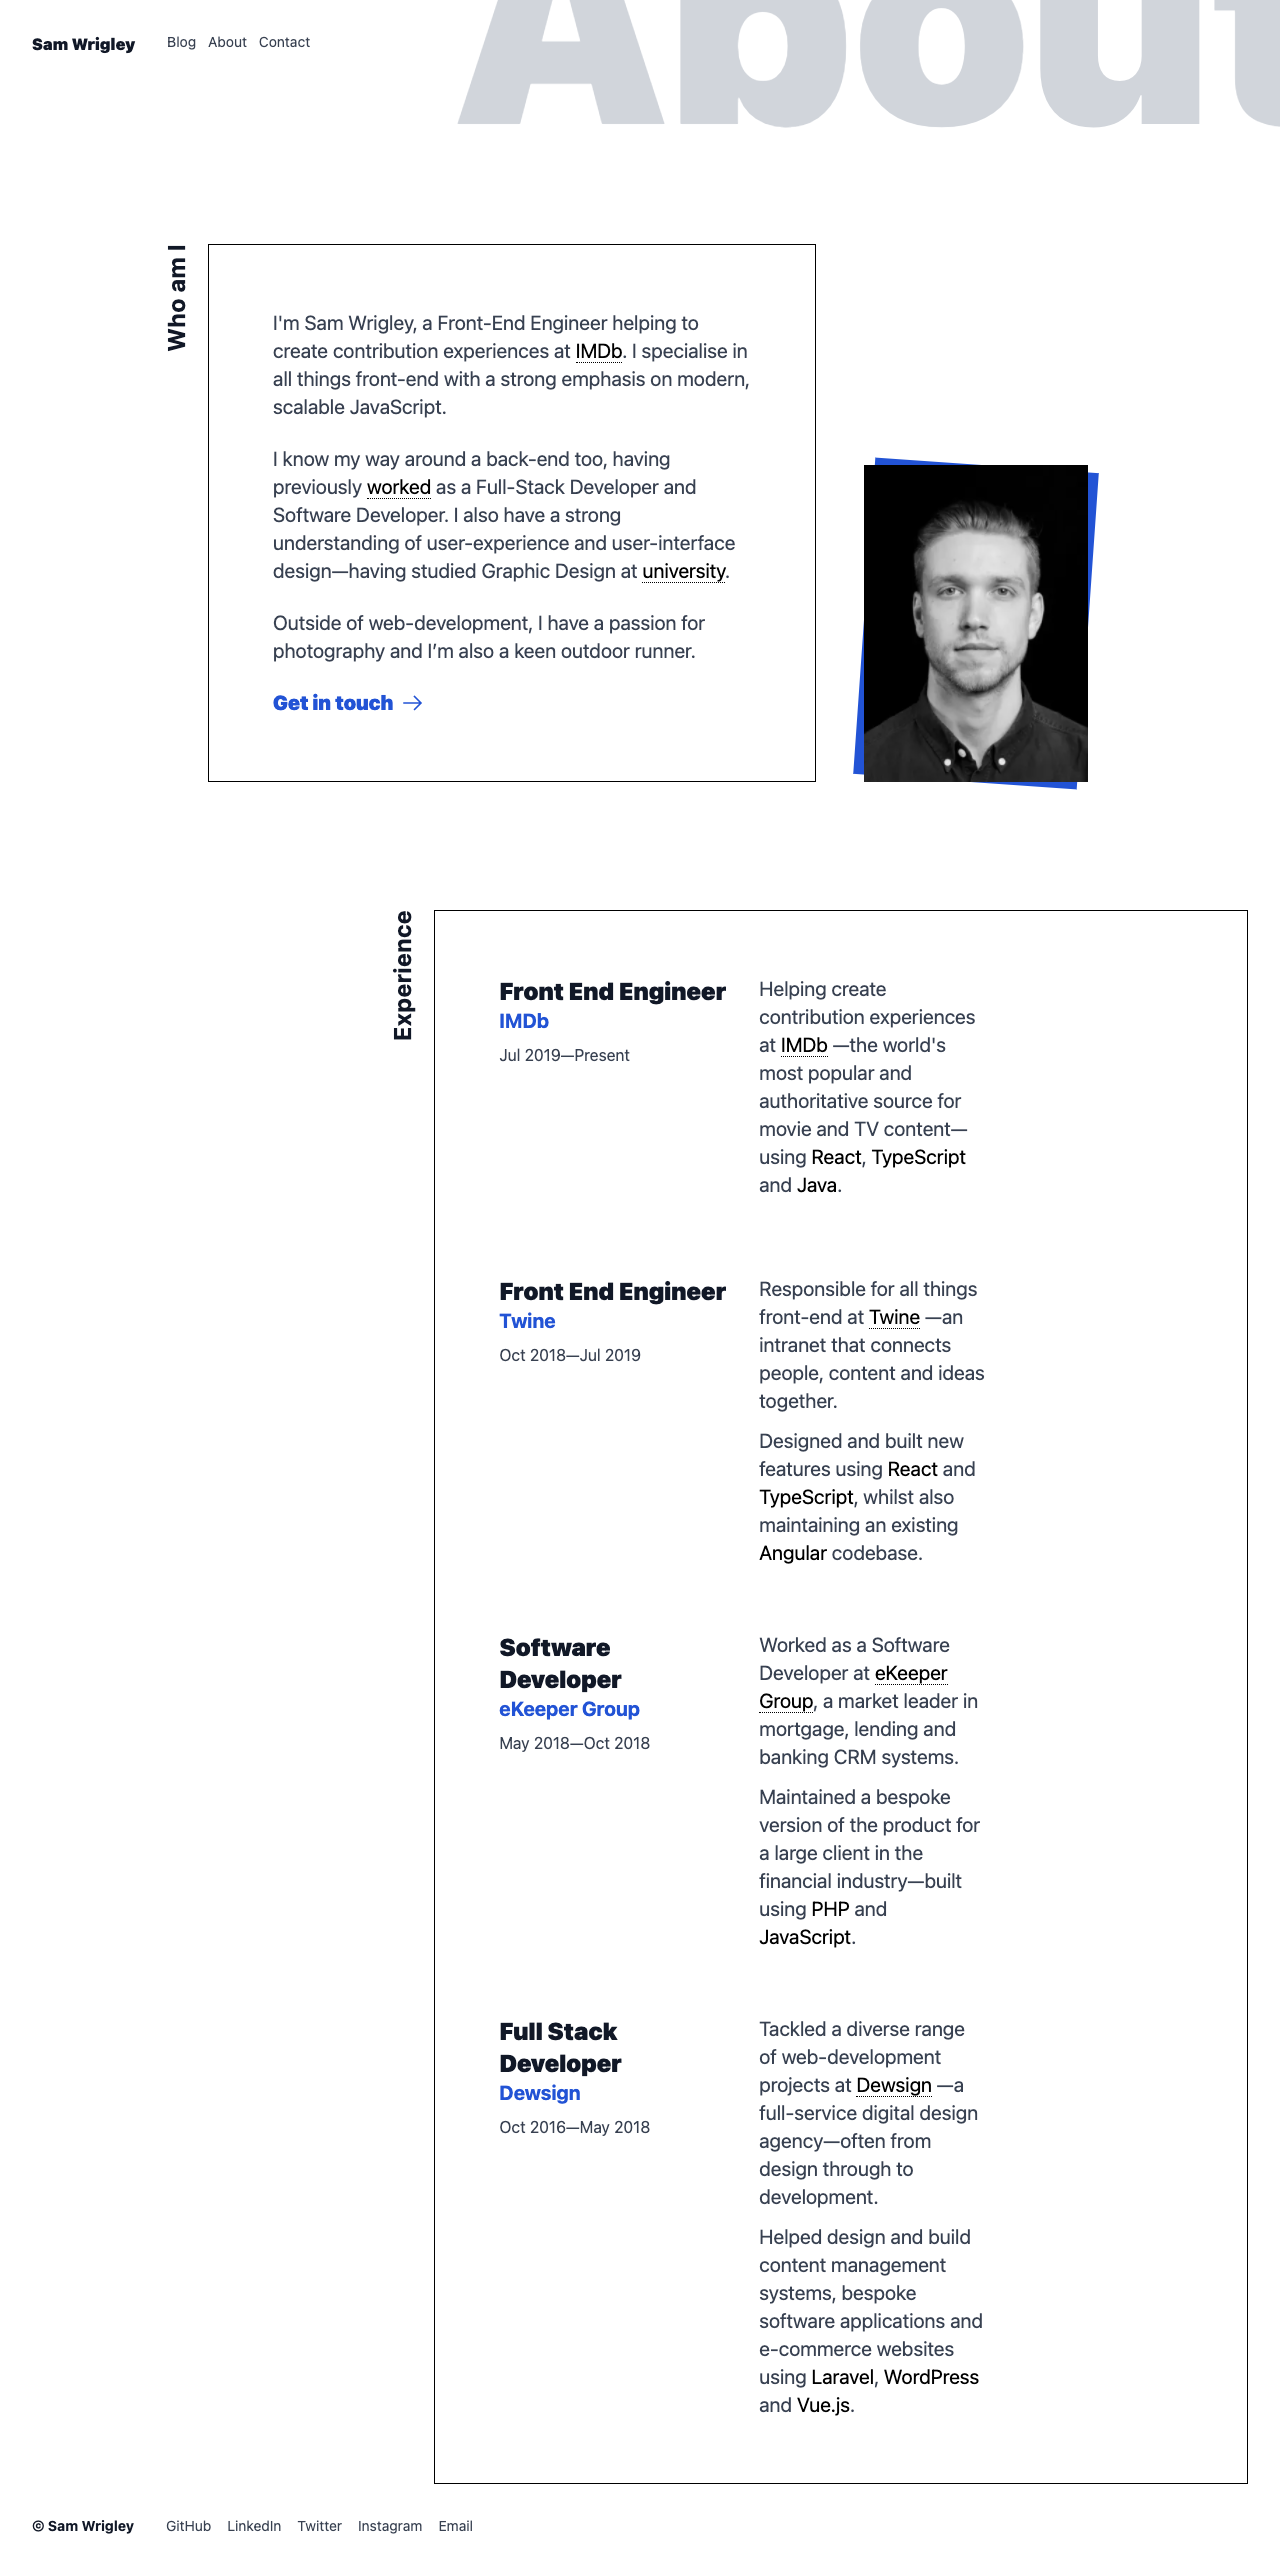 Sam Wrigley
Blog About Contact
About
Who am I
I'm Sam Wrigley, a Front-End Engineer helping to
create contribution experiences at IMDb. I specialise in
all things front-end with a strong emphasis on modern,
scalable JavaScript.
I know my way around a back-end too, having
previously worked as a Full-Stack Developer and
Software Developer. I also have a strong
understanding of user-experience and user-interface
design—having studied Graphic Design at university.
Outside of web-development, I have a passion for
photography and I’m also a keen outdoor runner.
Get in touch →
Experience
Front End Engineer
IMDb
Jul 2019—Present
Helping create
contribution experiences
at IMDb —the world's
most popular and
authoritative source for
movie and TV content—
using React, TypeScript
and Java.
Front End Engineer
Twine
Oct 2018—Jul 2019
Responsible for all things
front-end at Twine —an
intranet that connects
people, content and ideas
together.
Designed and built new
features using React and
TypeScript, whilst also
maintaining an existing
Angular codebase.
Software
Developer
eKeeper Group
May 2018—Oct 2018
Worked as a Software
Developer at eKeeper
Group, a market leader in
mortgage, lending and
banking CRM systems.
Maintained a bespoke
version of the product for
a large client in the
financial industry—built
using PHP and
JavaScript.
Full Stack
Developer
Dewsign
Oct 2016—May 2018
Tackled a diverse range
of web-development
projects at Dewsign —a
full-service digital design
agency—often from
design through to
development.
Helped design and build
content management
systems, bespoke
software applications and
e-commerce websites
using Laravel, WordPress
and Vue.js.
© Sam Wrigley
GitHub LinkedIn Twitter Instagram Email